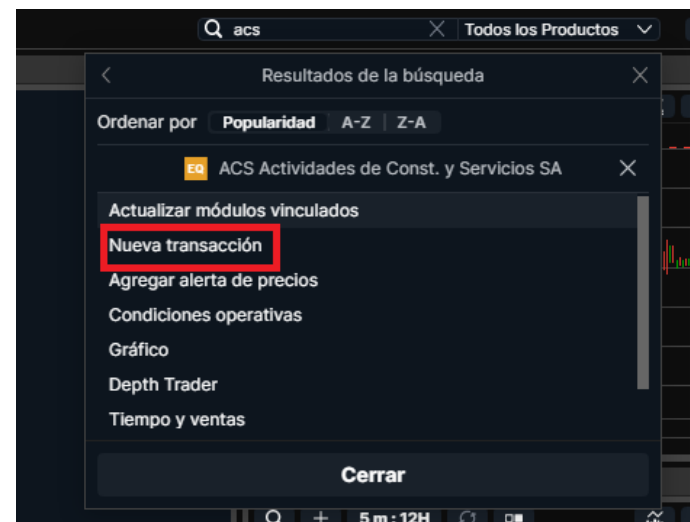 acs Todos los Productos
Resultados de la búsqueda
Ordenar por Popularidad A-Z Z-A
EQ ACS Actividades de Const. y Servicios SA
Actualizar módulos vinculados
Nueva transacción
Agregar alerta de precios
Condiciones operativas
Gráfico
Depth Trader
Tiempo y ventas
Cerrar
5 m : 12H